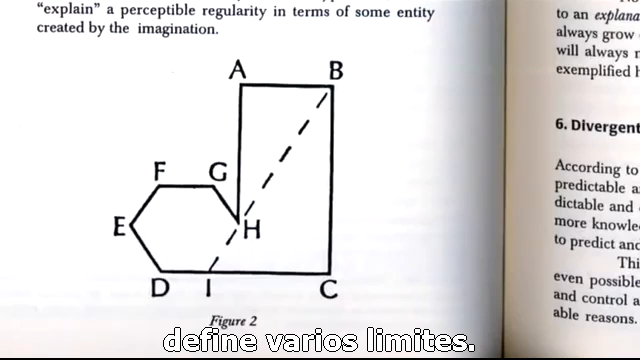 "explain" a perceptible regularity in terms of some entity
created by the imagination.
A
B
F
G
E
H
D
I
C
Figure 2
to an explana
always grow
will always
exemplified
6. Divergent
According to
predictable a
dictable and
more knowle
to predict and
Thi
even possible
and control a
able reasons.
define varios limites.